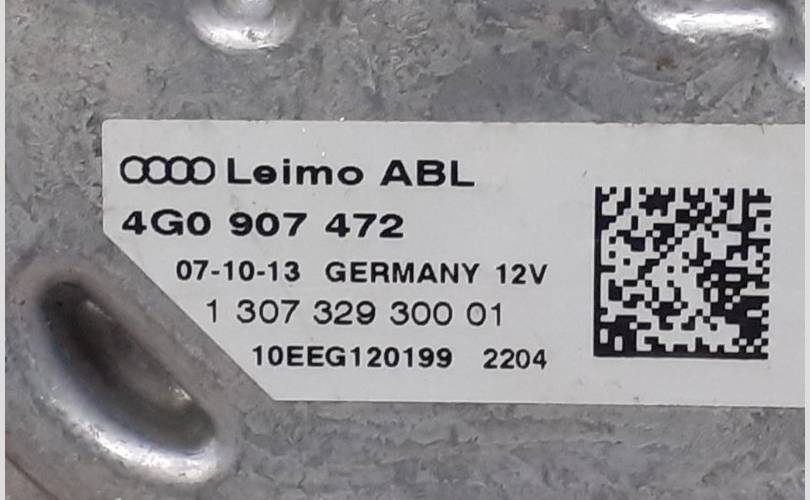 Leimo ABL
4G0 907 472
07-10-13 GERMANY 12V
1 307 329 300 01
10EEG120199 2204